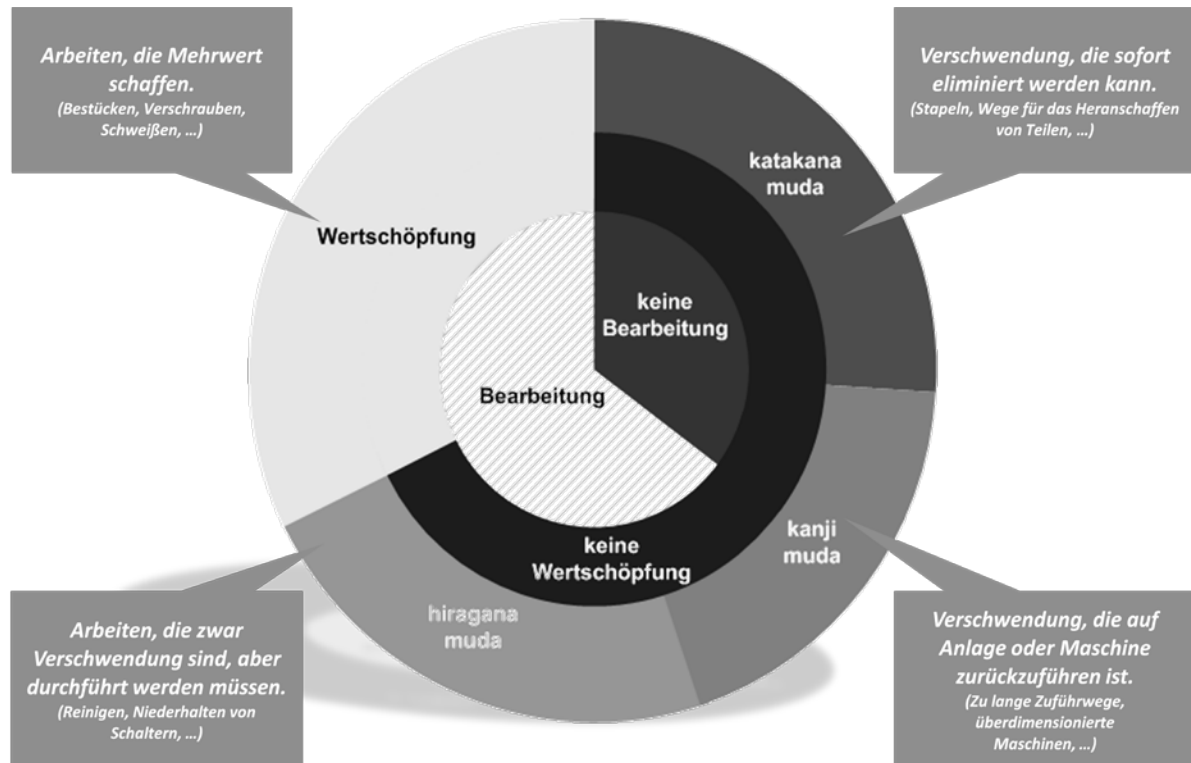 Arbeiten, die Mehrwert
schaffen.
(Bestücken, Verschrauben,
Schweißen, ...)
Verschwendung, die sofort
eliminiert werden kann.
(Stapeln, Wege für das Heranschaffen
von Teilen, ...)
katakana
muda
Wertschöpfung
keine
Bearbeitung
Bearbeitung
kanji
muda
keine
Wertschöpfung
hiragana
muda
Arbeiten, die zwar
Verschwendung sind, aber
durchführt werden müssen.
(Reinigen, Niederhalten von
Schaltern, ...)
Verschwendung, die auf
Anlage oder Maschine
zurückzuführen ist.
(Zu lange Zuführwege,
überdimensionierte
Maschinen, ...)